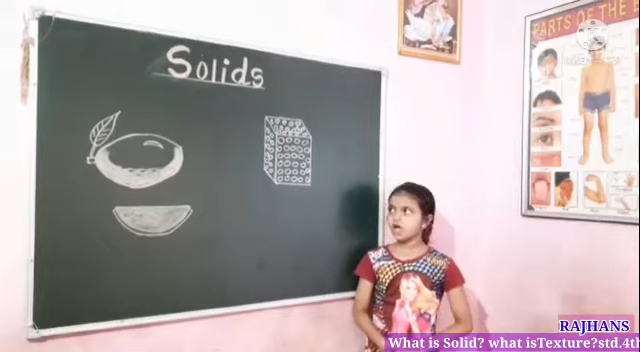 Solids
PARTS OF THE
RAJHANS
What is Solid? what isTexture?std.4th